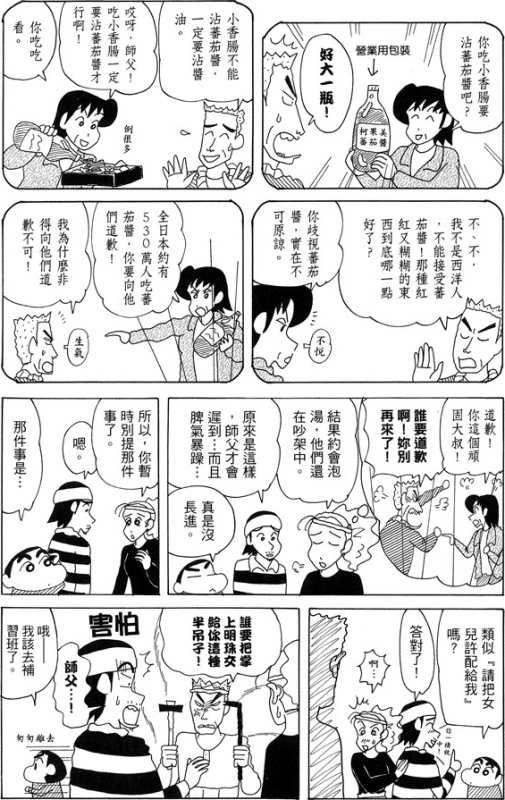 你吃小香腸要
沾蕃茄醬吧？
營業用包裝
美果柯
醬茄蕃
好大一瓶！
小香腸不能
沾蕃茄醬，
一定要沾醬
油。
哎呀，師父！
吃小香腸一定
要沾蕃茄醬才
行啊！
你吃吃
看。
倒很多
不、不，
我不是西洋人
，不能接受蕃
茄醬！那種紅
紅又糊糊的東
西到底哪一點
好了？
你歧視蕃茄
醬，實在不
可原諒。
不悅
全日本約有
530萬人吃蕃
茄醬，你要向他
們道歉！
我為什麼非
得向他們道
歉不可！
生氣
道歉！
你這個頑
固大叔！
誰要道歉
啊！妳別
再來了！
結果約會泡
湯，他們還
在吵架中。
原來是這樣
，師父才會
遲到…而且
脾氣暴躁…
真是沒
長進。
所以，你暫
時別提那件
事了。
嗯。
那件事是…
類似『請把女
兒許配給我』
嗎？
答對了！
啊…
誰要把掌
上明珠交
給你這種
半吊子！
害怕
師父…！
哦——
我該去補
習班了。
匆匆離去